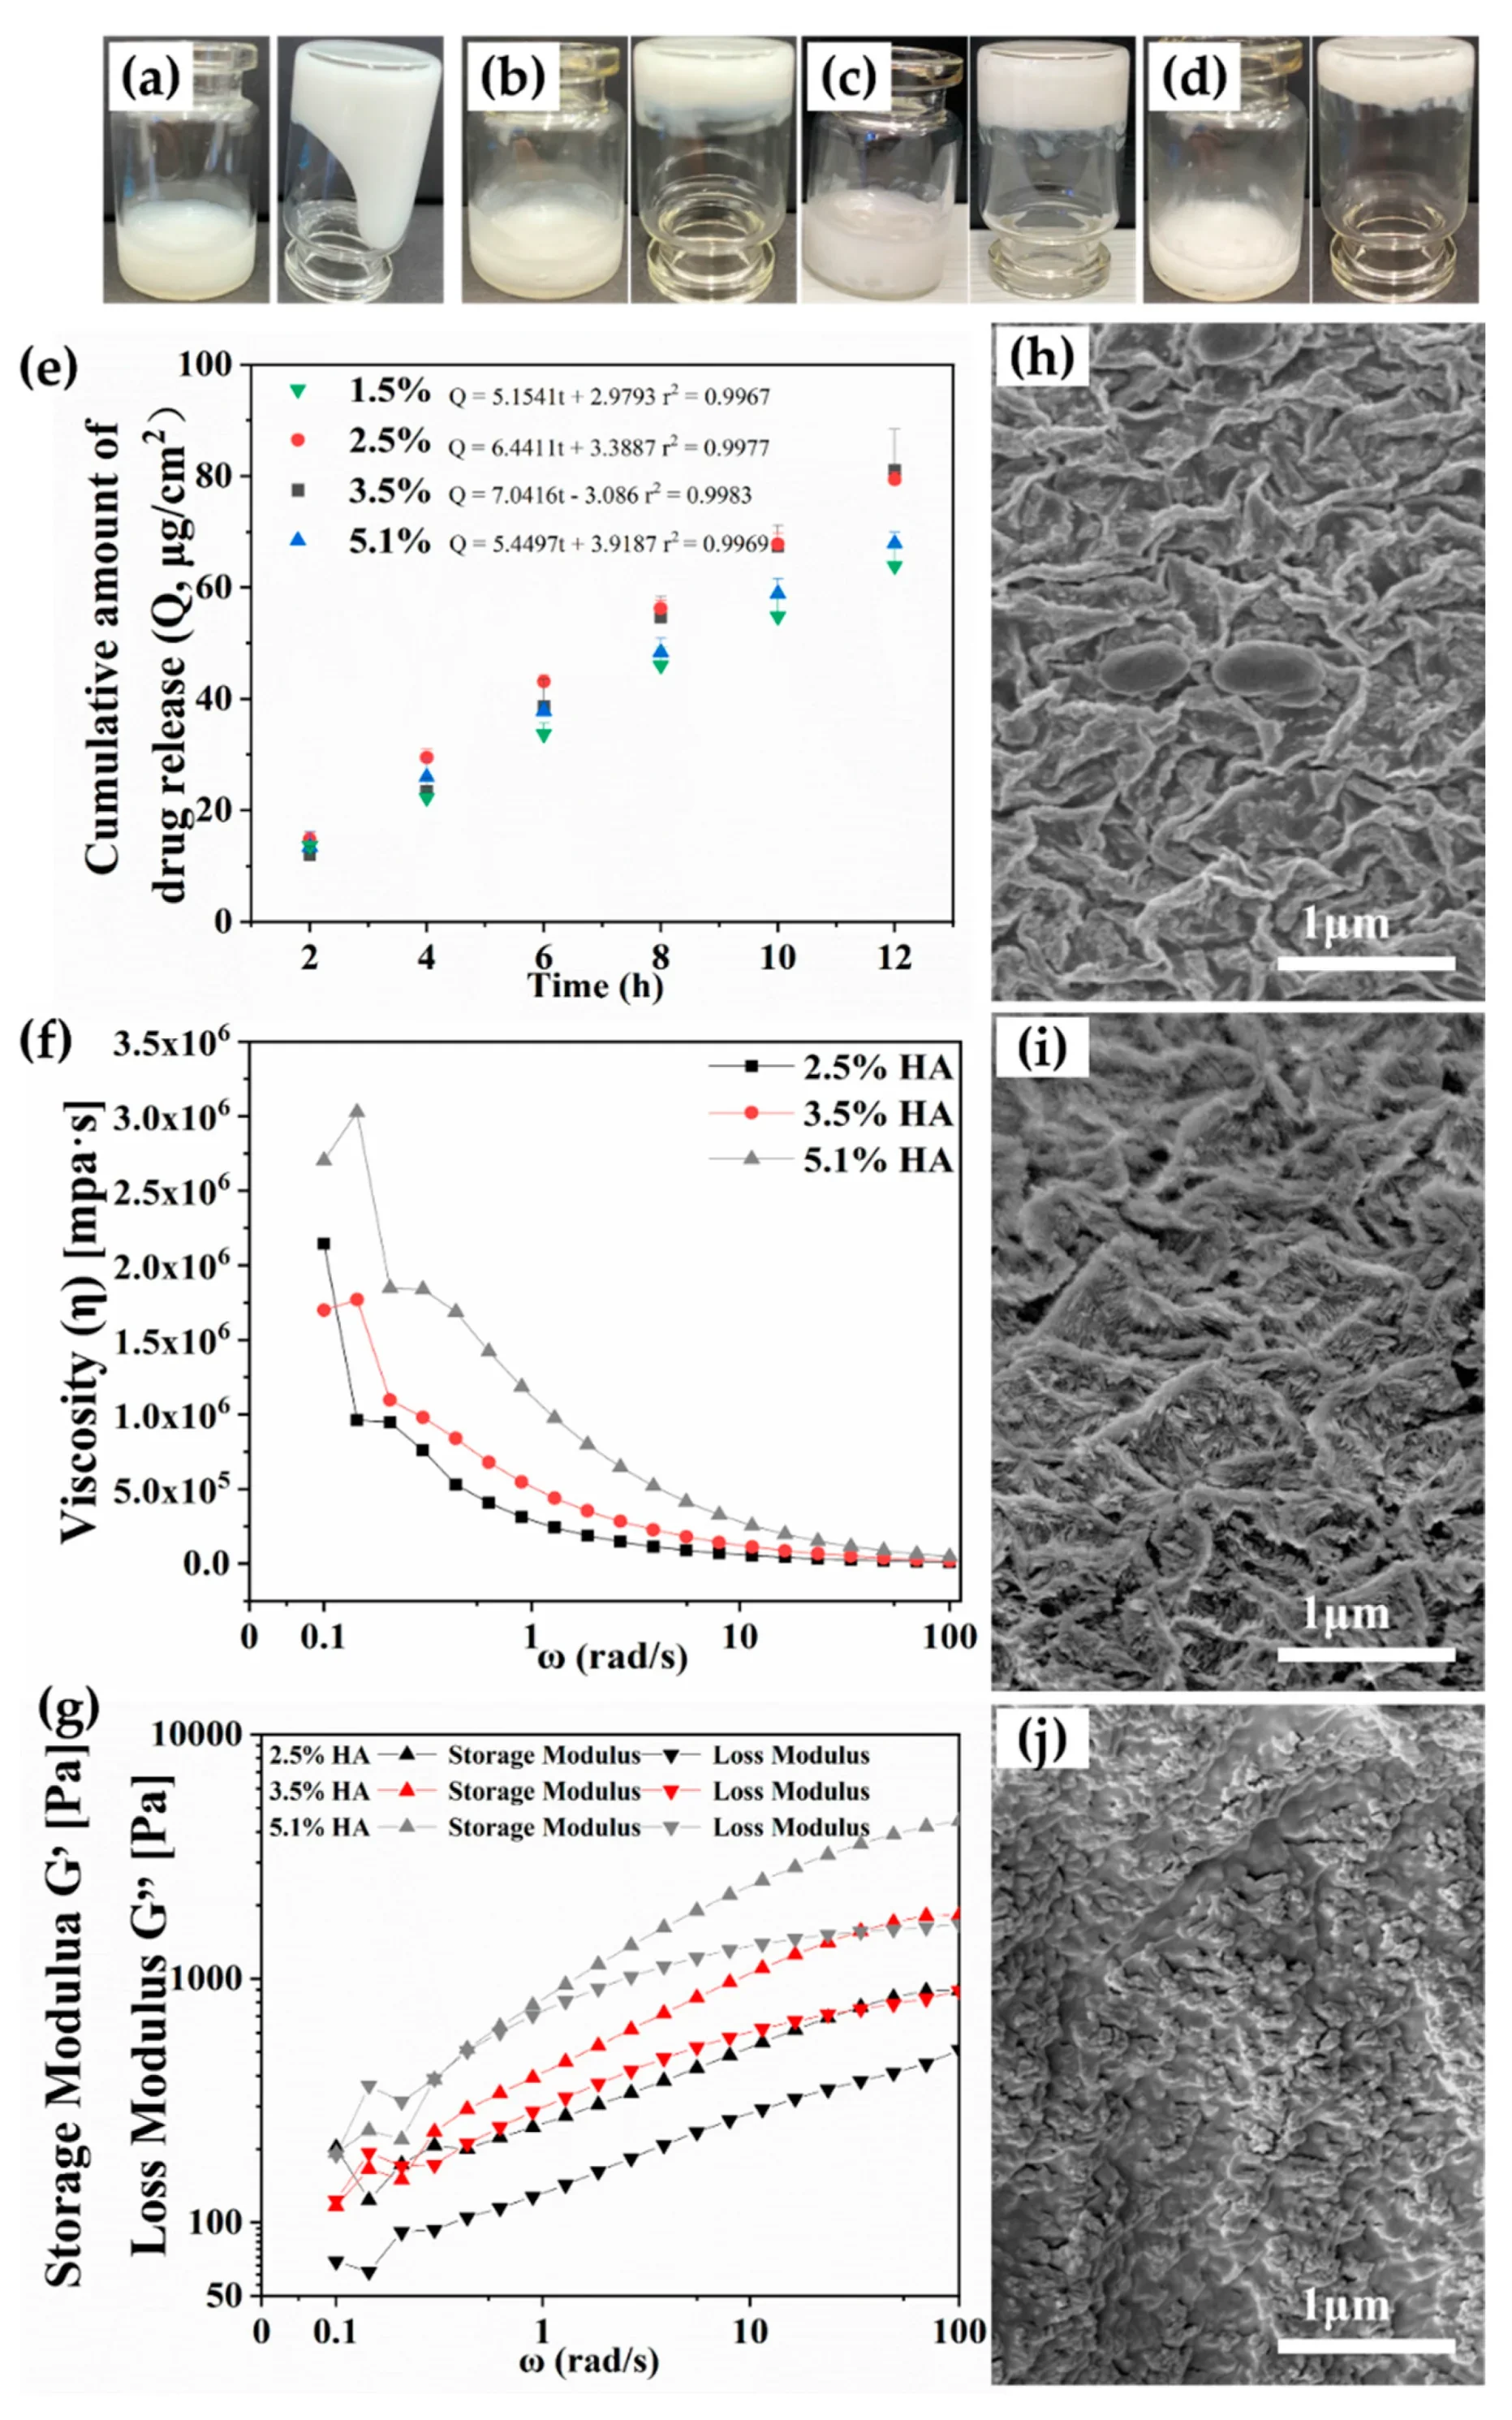 (a)
(b)
(c)
(d)
(e)
Cumulative amount of
drug release (Q, μg/cm²)
100
80
60
40
20
0
1.5% Q = 5.1541t + 2.9793 r² = 0.9967
2.5% Q = 6.4411t + 3.3887 r² = 0.9977
3.5% Q = 7.0416t - 3.086 r² = 0.9983
5.1% Q = 5.4497t + 3.9187 r² = 0.9969
2 4 6 8 10 12
Time (h)
(h)
1μm
(f)
Viscosity (η) [mpa·s]
3.5x10⁶
3.0x10⁶
2.5x10⁶
2.0x10⁶
1.5x10⁶
1.0x10⁶
5.0x10⁵
0.0
2.5% HA
3.5% HA
5.1% HA
0 0.1 1 10 100
ω (rad/s)
(i)
1μm
(g)
Storage Modulua G’ [Pa]
Loss Modulus G” [Pa]
10000
1000
100
50
2.5% HA Storage Modulus Loss Modulus
3.5% HA Storage Modulus Loss Modulus
5.1% HA Storage Modulus Loss Modulus
0 0.1 1 10 100
ω (rad/s)
(j)
1μm